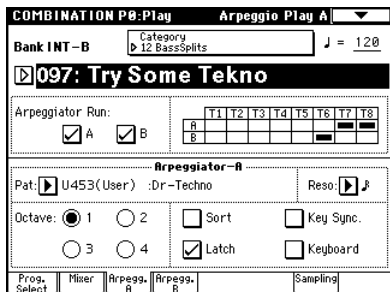 COMBINATION P0:Play Arpeggio Play A
Bank INT-B
Category
12 BassSplits
♩ = 120
097: Try Some Tekno
Arpeggiator Run:
A B
T1 T2 T3 T4 T5 T6 T7 T8
A
B
Arpeggiator-A
Pat: U453(User) :Dr-Techno Reso: ♪
Octave: 1 2 Sort Key Sync.
3 4 Latch Keyboard
Prog. Select Mixer Arpegg. A Arpegg. B Sampling